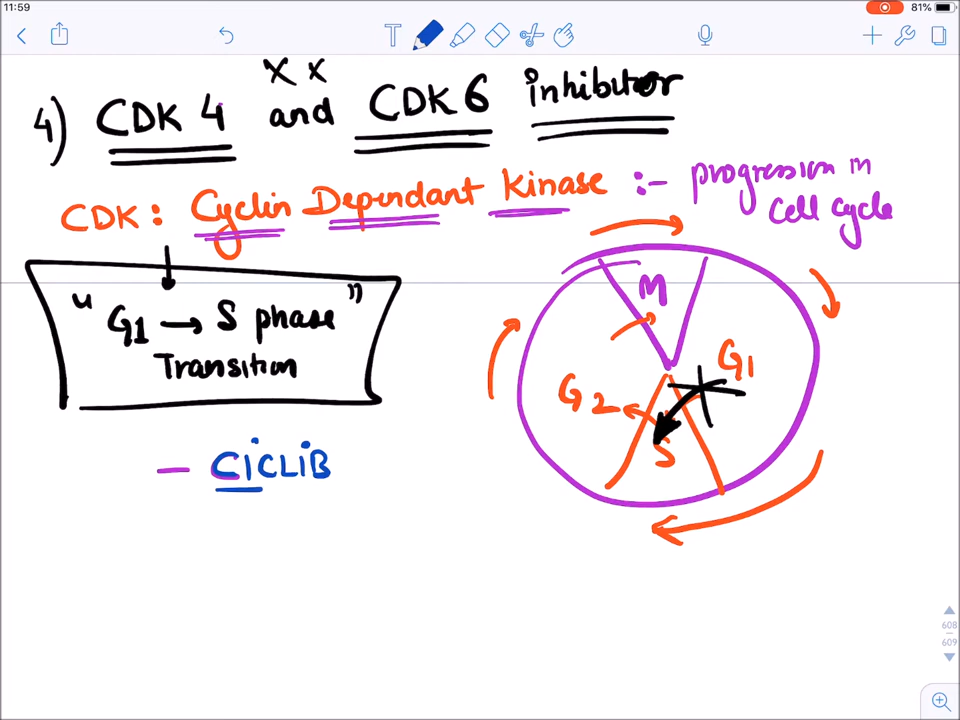 11:59
81%
T
4) CDK 4 and CDK 6 inhibitor
x x
CDK : Cyclin Dependant Kinase :- progression in
cell cycle
" G1 → S phase "
Transition
- CiCLiB
M
G1
G2
S
608
609